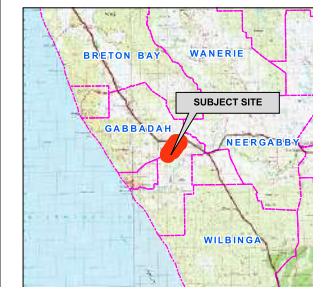 BRETON BAY
WANERIE
SUBJECT SITE
GABBADAH
NEERGABBY
WILBINGA